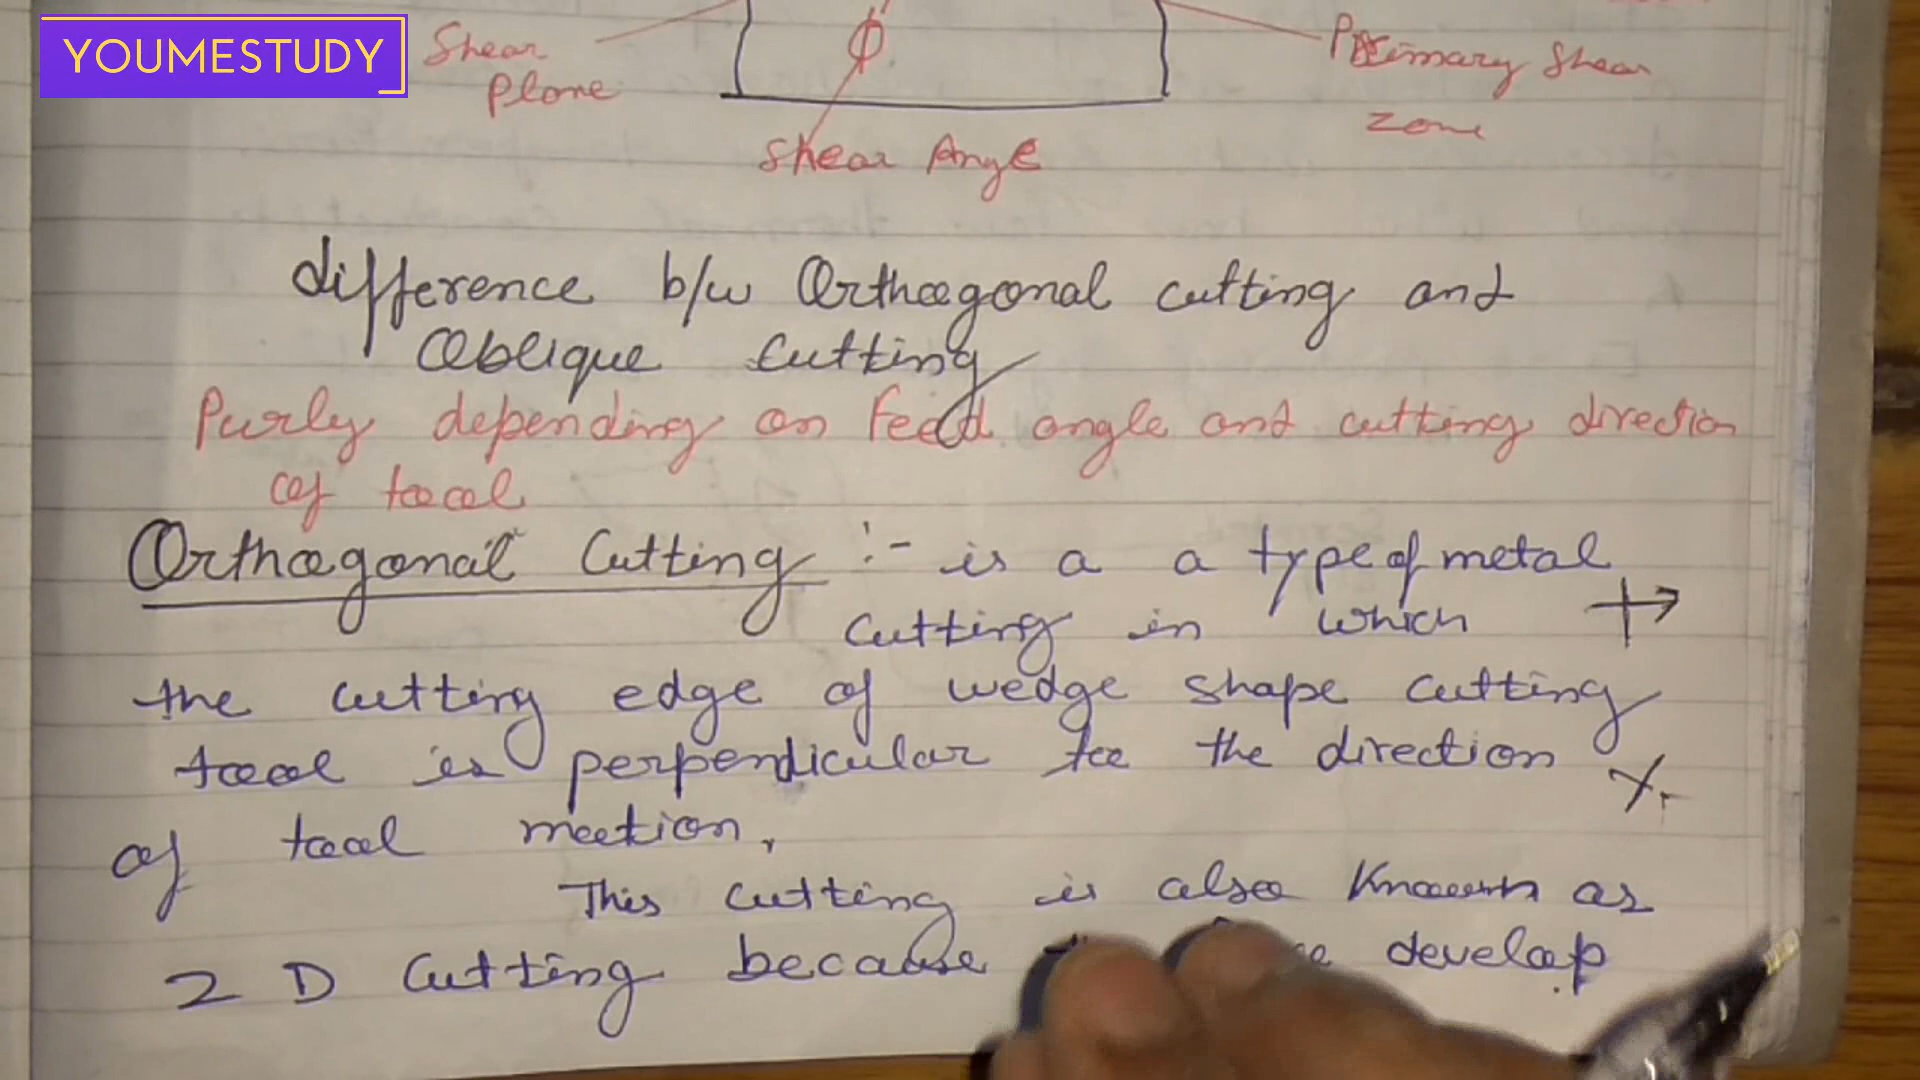 YOUMESTUDY
Shear
Plane
ϕ
Primary Shear
Zone
Shear Angle
difference b/w Orthogonal cutting and
Oblique Cutting
Purly depending on Feed angle and cutting direction
of tool
Orthogonal Cutting :- is a a type of metal
cutting in which
the cutting edge of wedge shape cutting
tool is perpendicular to the direction
of tool motion,
This cutting is also Known as
2 D Cutting because develop